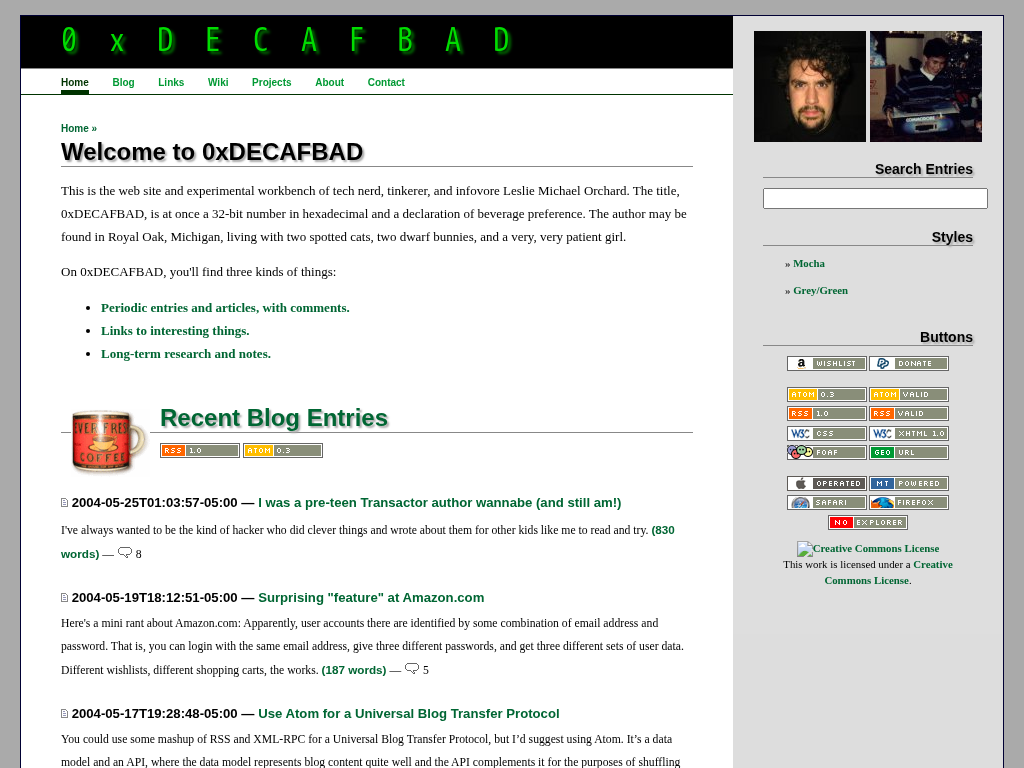 0xDECAFBAD
Home Blog Links Wiki Projects About Contact
Home »
Welcome to 0xDECAFBAD
This is the web site and experimental workbench of tech nerd, tinkerer, and infovore Leslie Michael Orchard. The title,
0xDECAFBAD, is at once a 32-bit number in hexadecimal and a declaration of beverage preference. The author may be
found in Royal Oak, Michigan, living with two spotted cats, two dwarf bunnies, and a very, very patient girl.
On 0xDECAFBAD, you'll find three kinds of things:
• Periodic entries and articles, with comments.
• Links to interesting things.
• Long-term research and notes.
EVERFRESH
COFFEE
Recent Blog Entries
RSS 1.0 ATOM 0.3
2004-05-25T01:03:57-05:00 — I was a pre-teen Transactor author wannabe (and still am!)
I've always wanted to be the kind of hacker who did clever things and wrote about them for other kids like me to read and try. (830
words) — 8
2004-05-19T18:12:51-05:00 — Surprising "feature" at Amazon.com
Here's a mini rant about Amazon.com: Apparently, user accounts there are identified by some combination of email address and
password. That is, you can login with the same email address, give three different passwords, and get three different sets of user data.
Different wishlists, different shopping carts, the works. (187 words) — 5
2004-05-17T19:28:48-05:00 — Use Atom for a Universal Blog Transfer Protocol
You could use some mashup of RSS and XML-RPC for a Universal Blog Transfer Protocol, but I’d suggest using Atom. It’s a data
model and an API, where the data model represents blog content quite well and the API complements it for the purposes of shuffling
COMMODORE
Search Entries
Styles
» Mocha
» Grey/Green
Buttons
a WISHLIST DONATE
ATOM 0.3 ATOM VALID
RSS 1.0 RSS VALID
W3C CSS W3C XHTML 1.0
FOAF GEO URL
OPERATED MT POWERED
SAFARI FIREFOX
NO EXPLORER
Creative Commons License
This work is licensed under a Creative
Commons License.